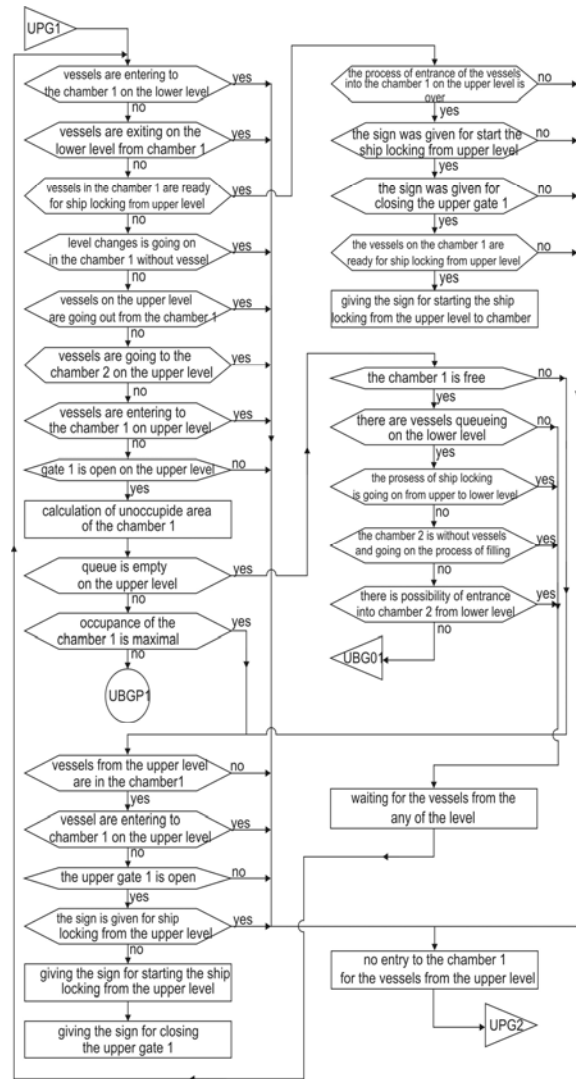 UPG1
vessels are entering to
the chamber 1 on the lower level
yes
no
vessels are exiting on the
lower level from chamber 1
yes
no
vessels in the chamber 1 are ready
for ship locking from upper level
yes
no
level changes is going on
in the chamber 1 without vessel
yes
no
vessels on the upper level
are going out from the chamber 1
yes
no
vessels are going to the
chamber 2 on the upper level
yes
no
vessels are entering to
the chamber 1 on upper level
yes
no
gate 1 is open on the upper level
no
yes
calculation of unoccupide area
of the chamber 1
queue is empty
on the upper level
yes
no
occupance of the
chamber 1 is maximal
yes
no
UBGP1
vessels from the upper level
are in the chamber1
no
yes
vessel are entering to
chamber 1 on the upper level
yes
no
the upper gate 1 is open
no
yes
the sign is given for ship
locking from the upper level
yes
no
giving the sign for starting the ship
locking from the upper level
giving the sign for closing
the upper gate 1
the process of entrance of the vessels
into the chamber 1 on the upper level is
over
no
yes
the sign was given for start the
ship locking from upper level
no
yes
the sign was given for
closing the upper gate 1
no
yes
the vessels on the chamber 1 are
ready for ship locking from upper level
no
yes
giving the sign for starting the ship
locking from the upper level to chamber
the chamber 1 is free
no
yes
there are vessels queueing
on the lower level
no
yes
the prosess of ship locking
is going on from upper to lower level
yes
no
the chamber 2 is without vessels
and going on the process of filling
yes
no
there is possibility of entrance
into chamber 2 from lower level
yes
no
UBG01
waiting for the vessels from the
any of the level
no entry to the chamber 1
for the vessels from the upper level
UPG2